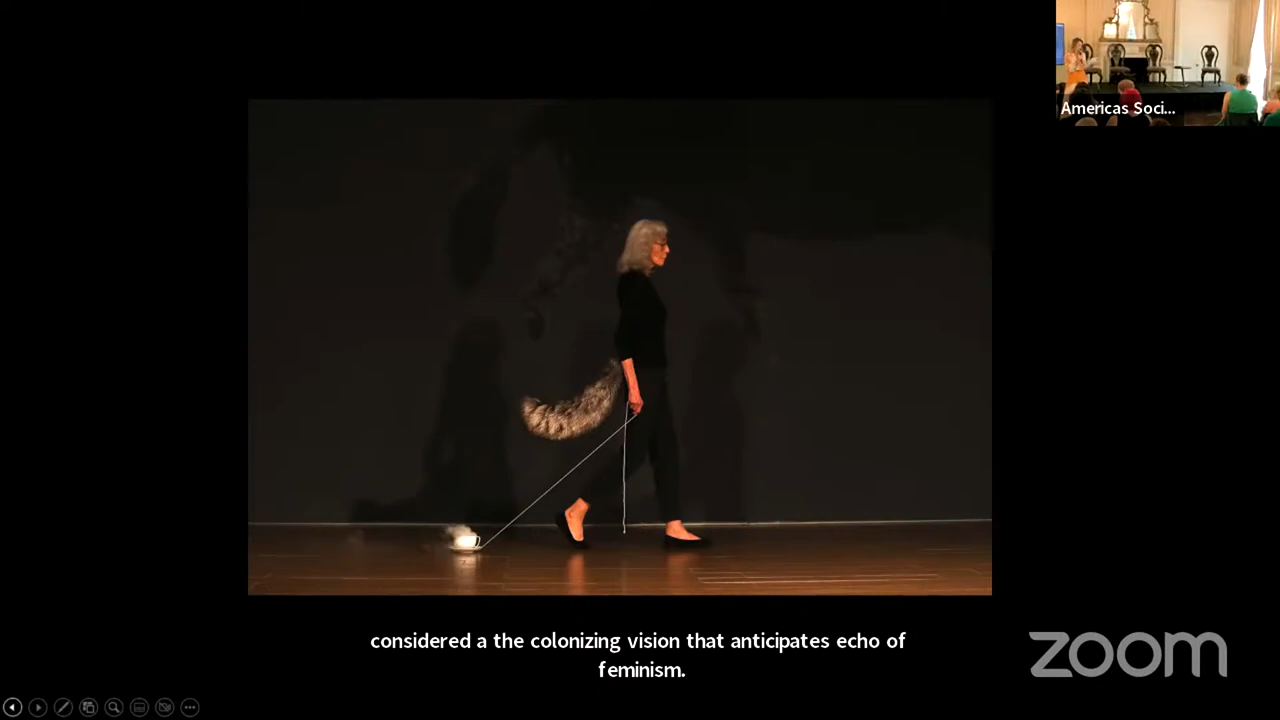 Americas Soci...
considered a the colonizing vision that anticipates echo of
feminism.
zoom